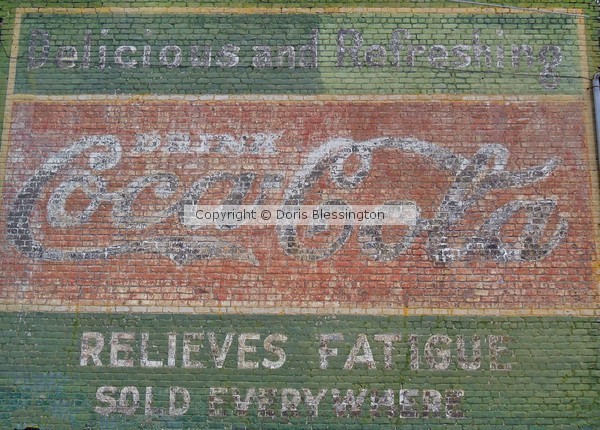 Delicious and Refreshing
DRINK
Coca-Cola
Copyright © Doris Blessington
RELIEVES FATIGUE
SOLD EVERYWHERE